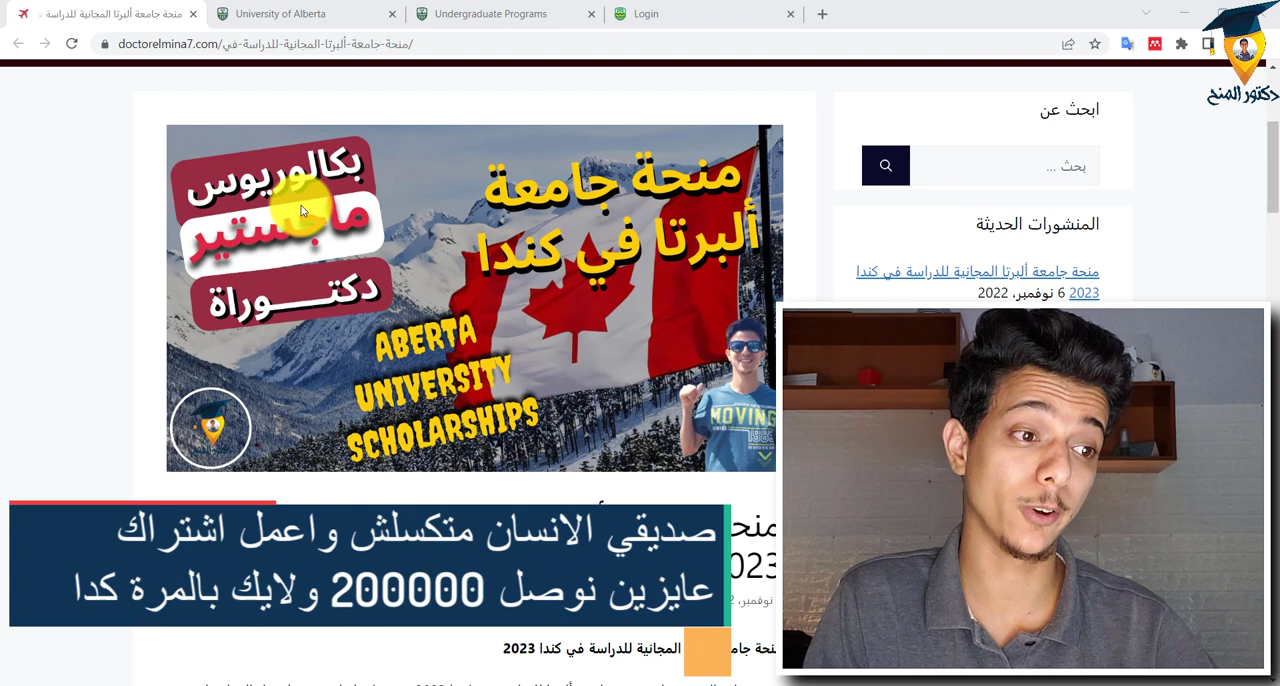 منحة جامعة ألبرتا المجانية للدراسة
University of Alberta
Undergraduate Programs
Login
doctorelmina7.com/منحة-جامعة-ألبرتا-المجانية-للدراسة-في/
دكتور المنح
ابحث عن
بحث ...
المنشورات الحديثة
منحة جامعة ألبرتا المجانية للدراسة في كندا
2023 6 نوفمبر، 2022
منحة جامعة
ألبرتا في كندا
بكالوريوس
ماجستير
دكتـــوراة
ABERTA
UNIVERSITY
SCHOLARSHIPS
MOVING
صديقي الانسان متكسلش واعمل اشتراك
عايزين نوصل 200000 ولايك بالمرة كدا
المجانية للدراسة في كندا 2023